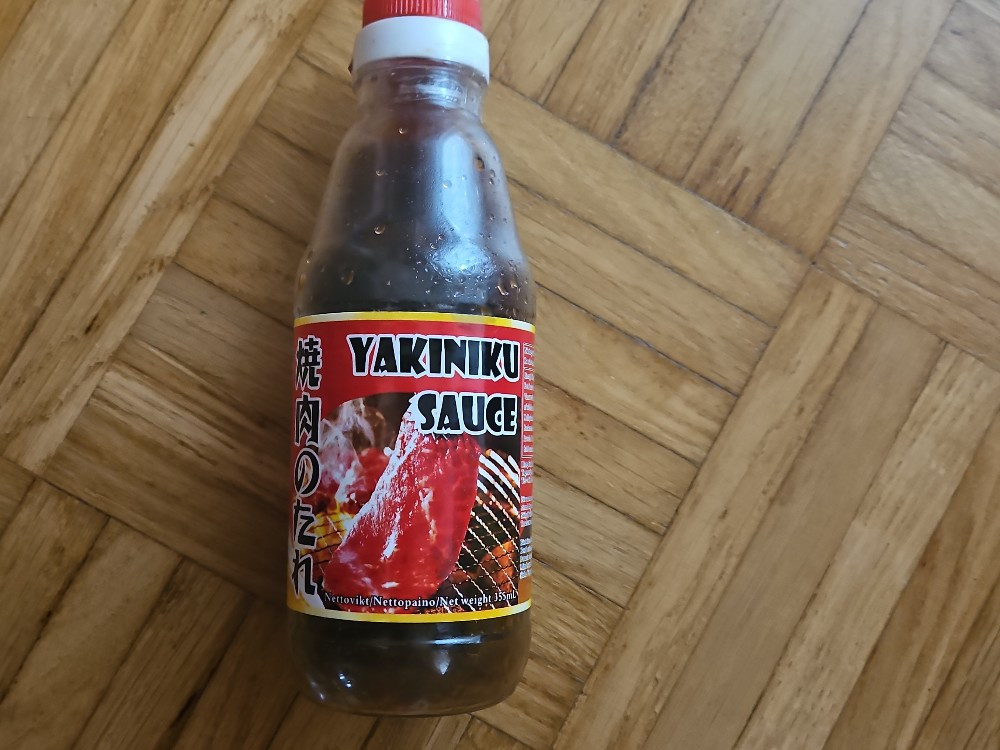 焼肉のたれ
YAKINIKU
SAUCE
Nettovikt/Nettopaino/Net weight 355mL